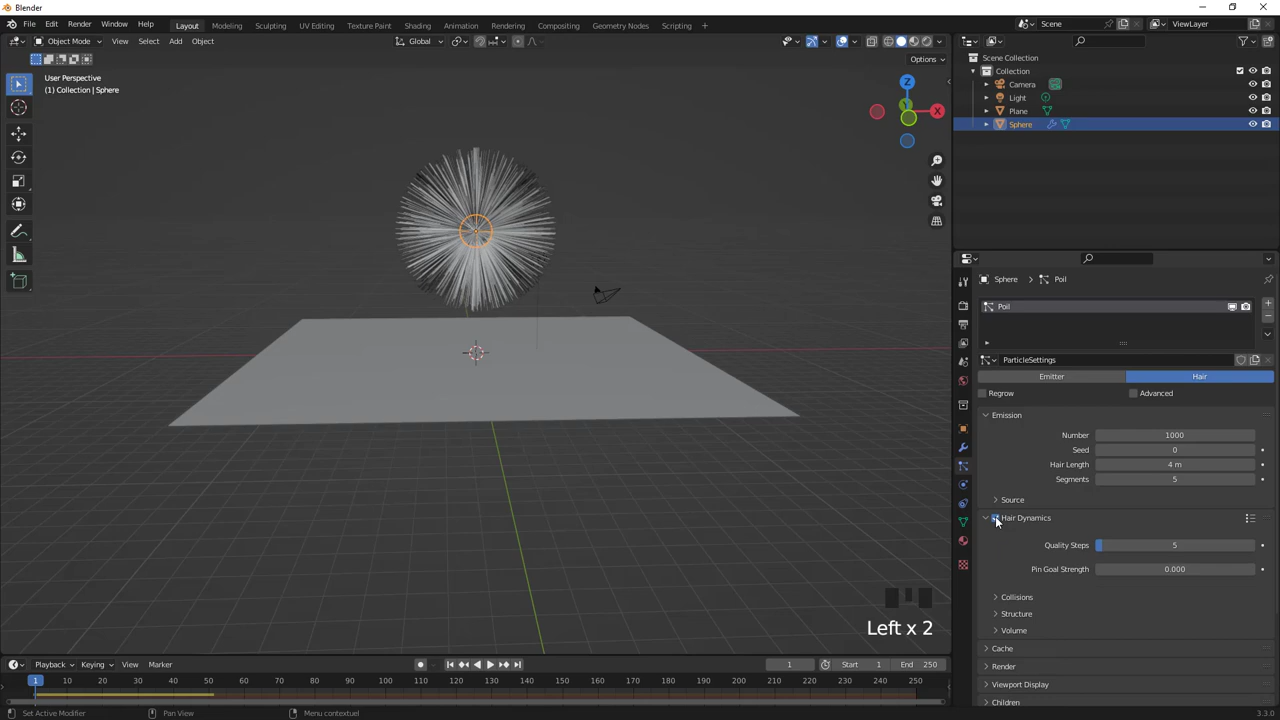 Blender
File Edit Render Window Help
Layout Modeling Sculpting UV Editing Texture Paint Shading Animation Rendering Compositing Geometry Nodes Scripting +
Scene ViewLayer
Object Mode View Select Add Object Global
Options
User Perspective
(1) Collection | Sphere
Z
Y
X
Scene Collection
Collection
Camera
Light
Plane
Sphere
Sphere > Poil
Poil
ParticleSettings
Emitter Hair
Regrow Advanced
Emission
Number 1000
Seed 0
Hair Length 4 m
Segments 5
Source
Hair Dynamics
Quality Steps 5
Pin Goal Strength 0.000
Collisions
Structure
Volume
Cache
Render
Viewport Display
Children
Left x 2
Playback Keying View Marker
1 Start 1 End 250
1 10 20 30 40 50 60 70 80 90 100 110 120 130 140 150 160 170 180 190 200 210 220 230 240 250
Set Active Modifier Pan View Menu contextuel
3.3.0